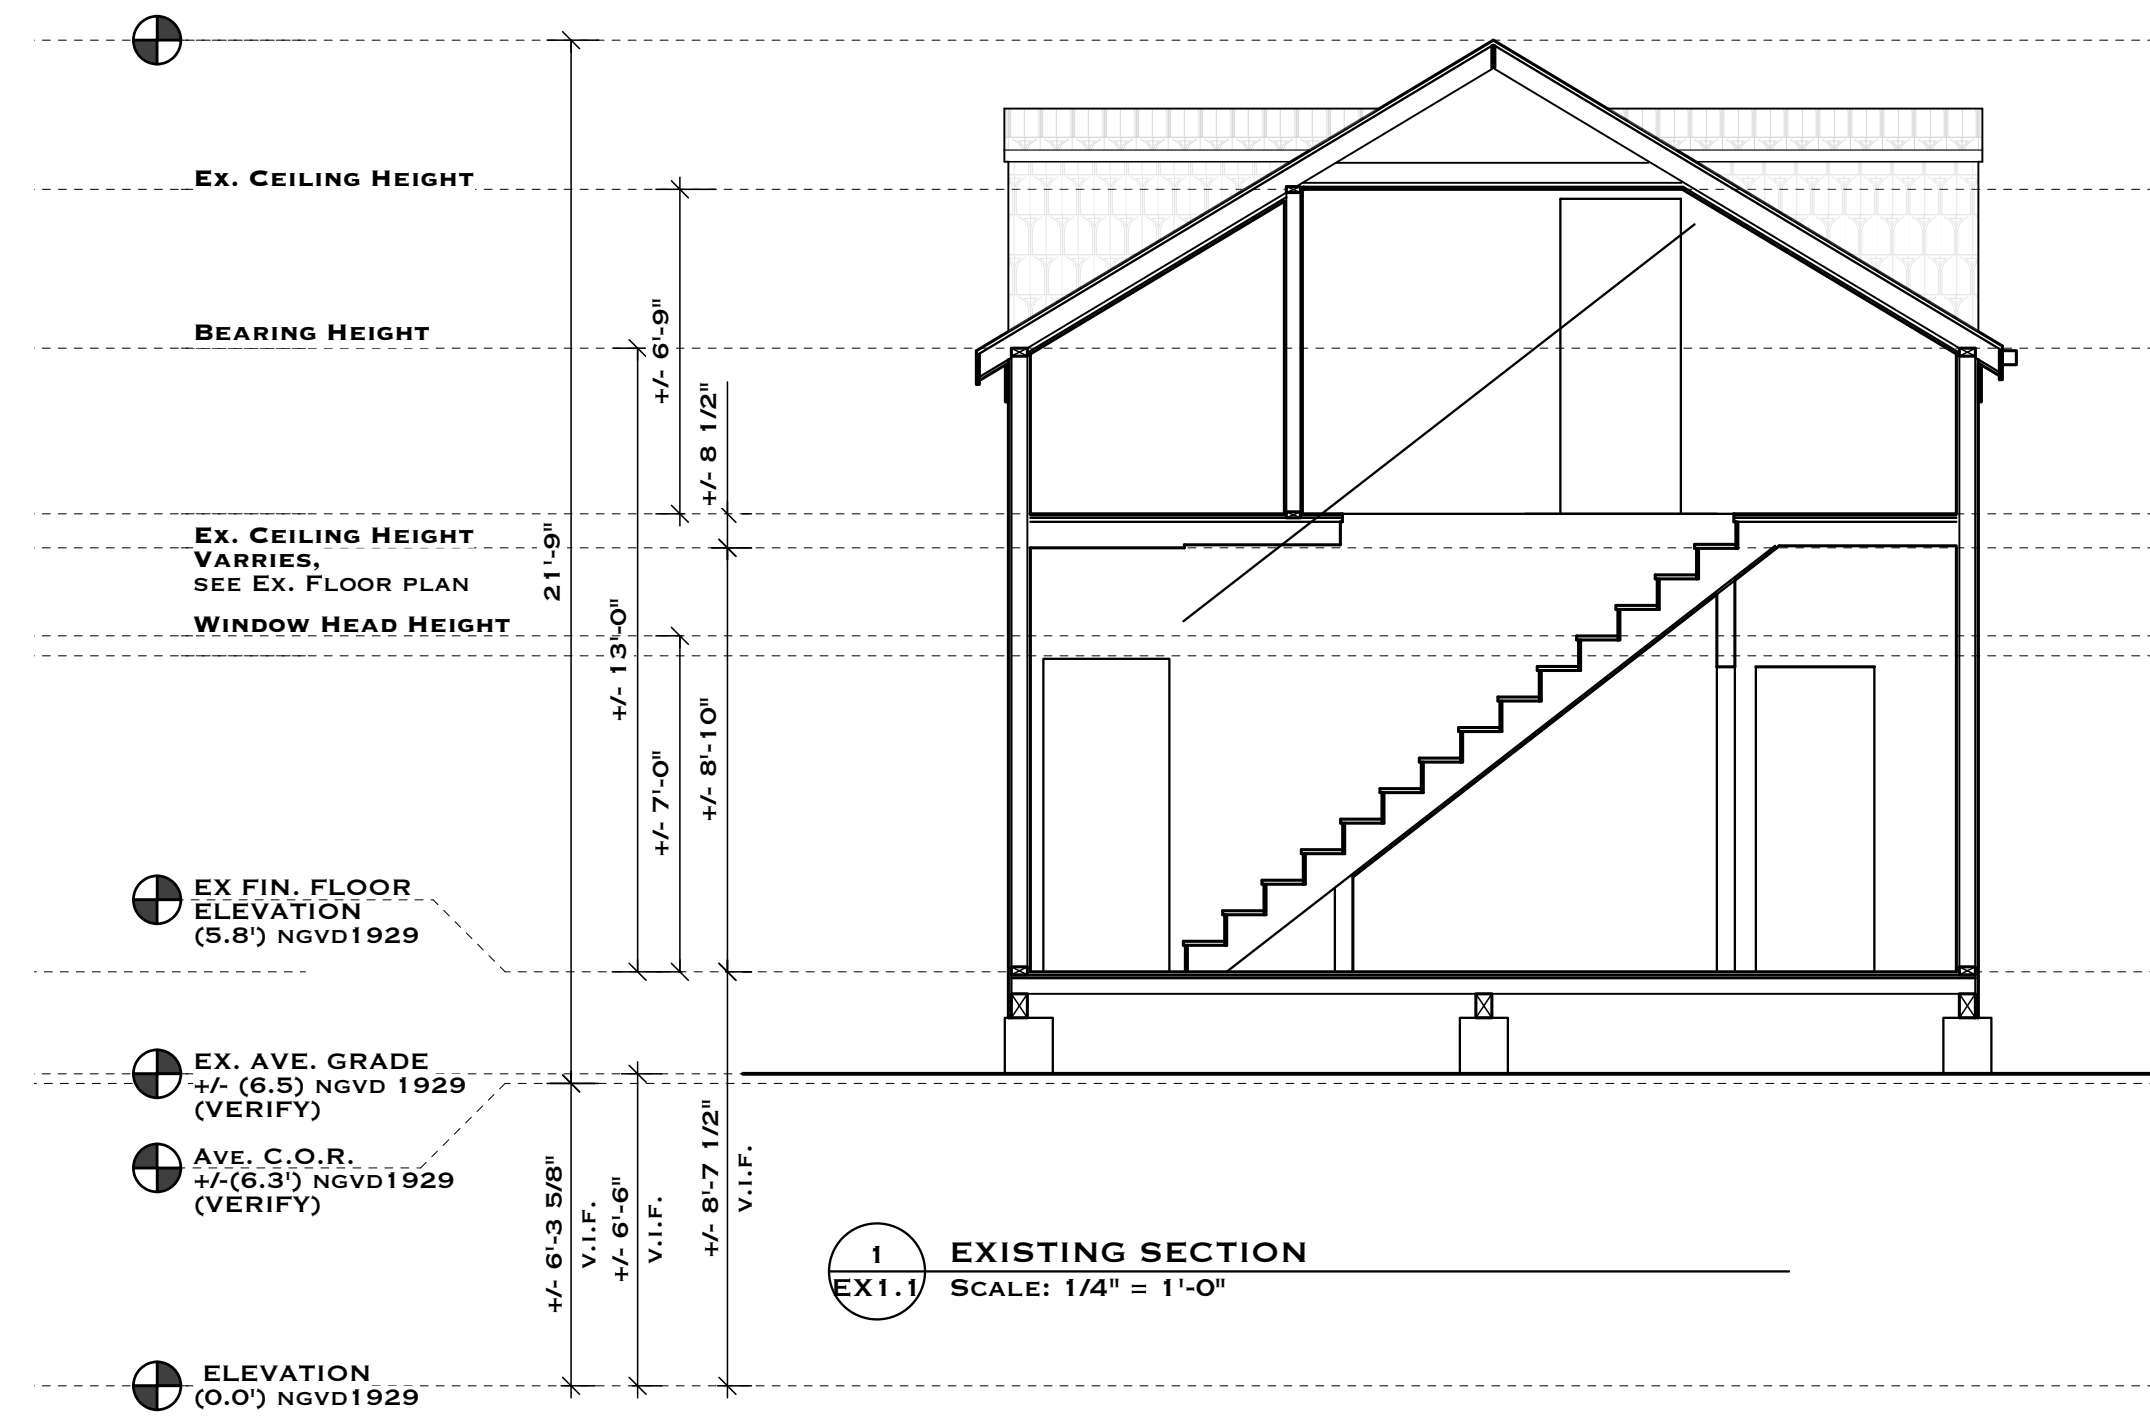 Ex. Ceiling Height
Bearing Height
+/- 6'-9"
+/- 8 1/2"
Ex. Ceiling Height
Varries,
see Ex. Floor plan
21'-9"
Window Head Height
+/- 13'-0"
+/- 7'-0"
+/- 8'-10"
EX FIN. FLOOR
ELEVATION
(5.8') NGVD1929
EX. AVE. GRADE
+/- (6.5) NGVD 1929
(VERIFY)
Ave. C.O.R.
+/-(6.3') NGVD1929
(VERIFY)
+/- 6'-3 5/8"
V.I.F.
+/- 6'-6"
V.I.F.
+/- 8'-7 1/2"
V.I.F.
1
EX1.1
EXISTING SECTION
Scale: 1/4" = 1'-0"
ELEVATION
(0.0') NGVD1929